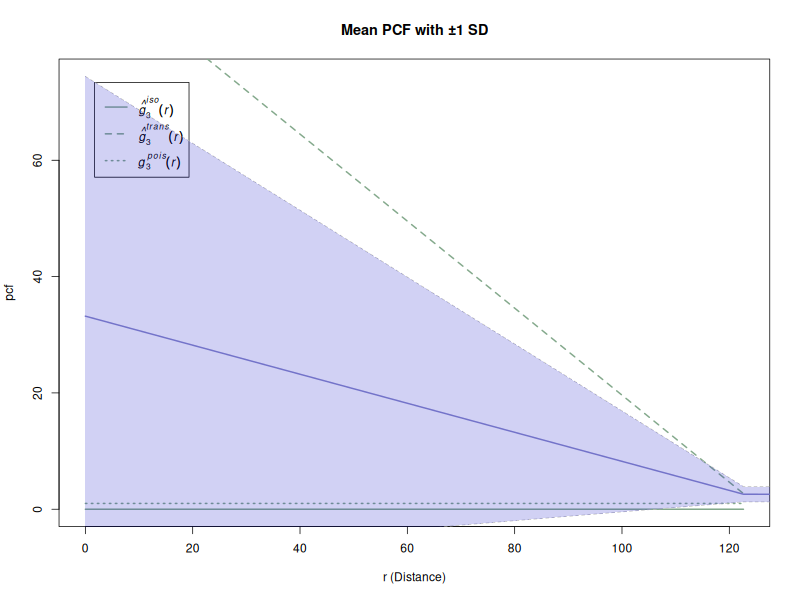 Mean PCF with ±1 SD
ĝ₃ⁱˢᵒ(r)
ĝ₃ᵗʳᵃⁿˢ(r)
g₃ᵖᵒⁱˢ(r)
pcf
60
40
20
0
0 20 40 60 80 100 120
r (Distance)